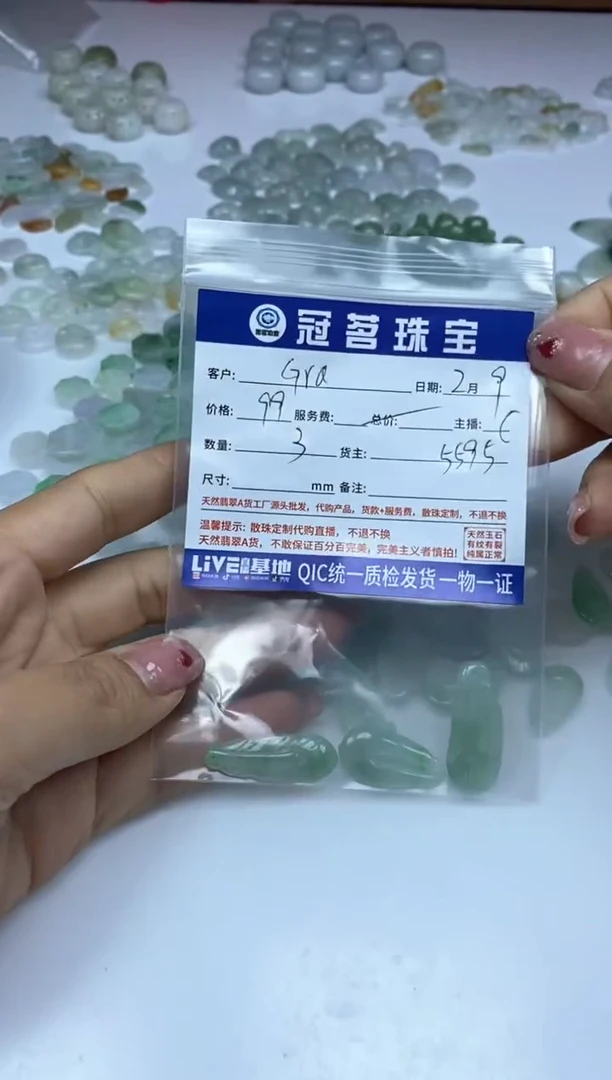 冠茗珠宝
客户: Gra 日期: 2月9
价格: 99 服务费: 总价: 主播: C
数量: 3 货主: 5595
尺寸: mm 备注:
天然翡翠A货工厂源头批发，代购产品，货款+服务费，散珠定制，不退不换
温馨提示: 散珠定制代购直播，不退不换
天然翡翠A货，不敢保证百分百完美，完美主义者慎拍!
天然玉石
有纹有裂
纯属正常
LiVE 基地 QIC统一质检发货一物一证